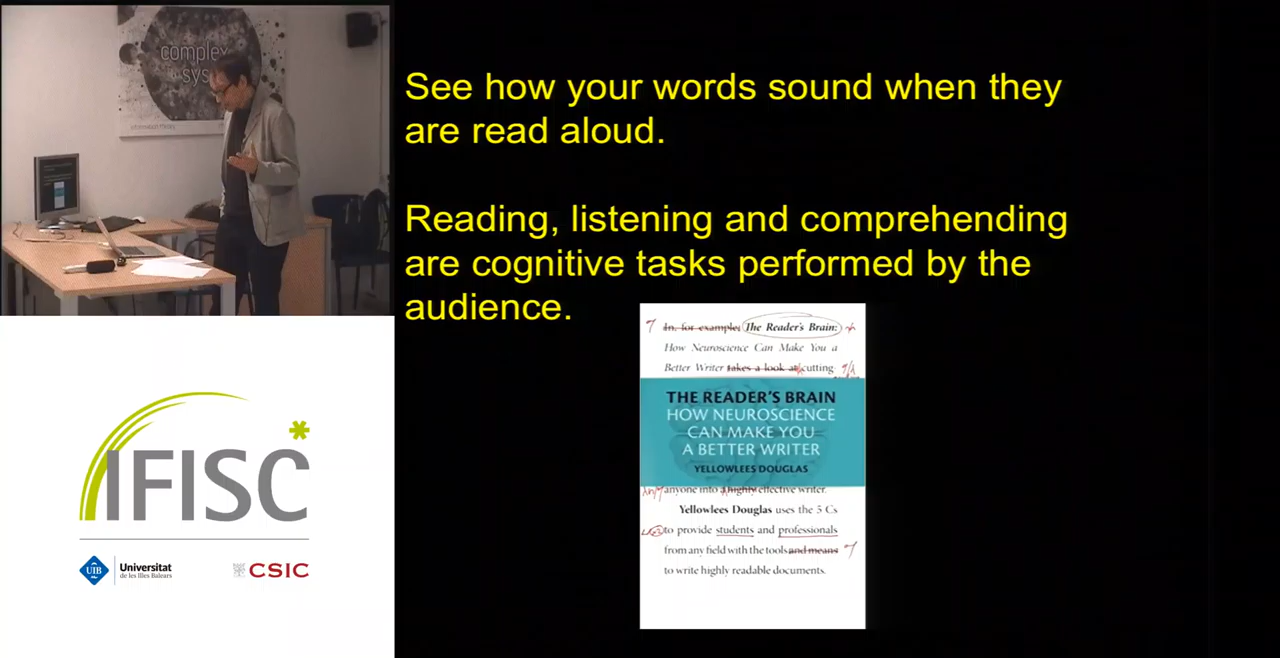 complex
sys
See how your words sound when they
are read aloud.
Reading, listening and comprehending
are cognitive tasks performed by the
audience.
In, for example, The Reader's Brain:
How Neuroscience Can Make You a
Better Writer takes a look at cutting
THE READER'S BRAIN
HOW NEUROSCIENCE
CAN MAKE YOU
A BETTER WRITER
YELLOWLEES DOUGLAS
anyone into a highly effective writer.
Yellowlees Douglas uses the 5 Cs
to provide students and professionals
from any field with the tools and means
to write highly readable documents.
IFISC
UIB
Universitat
de les Illes Balears
CSIC